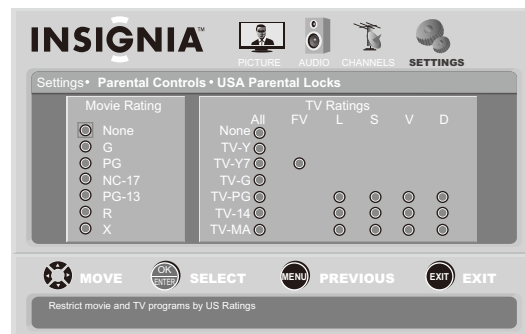 INSIGNIA™
PICTURE AUDIO CHANNELS SETTINGS
Settings• Parental Controls • USA Parental Locks
Movie Rating
None
G
PG
NC-17
PG-13
R
X
TV Ratings
All FV L S V D
None
TV-Y
TV-Y7
TV-G
TV-PG
TV-14
TV-MA
MOVE OK ENTER SELECT MENU PREVIOUS EXIT EXIT
Restrict movie and TV programs by US Ratings